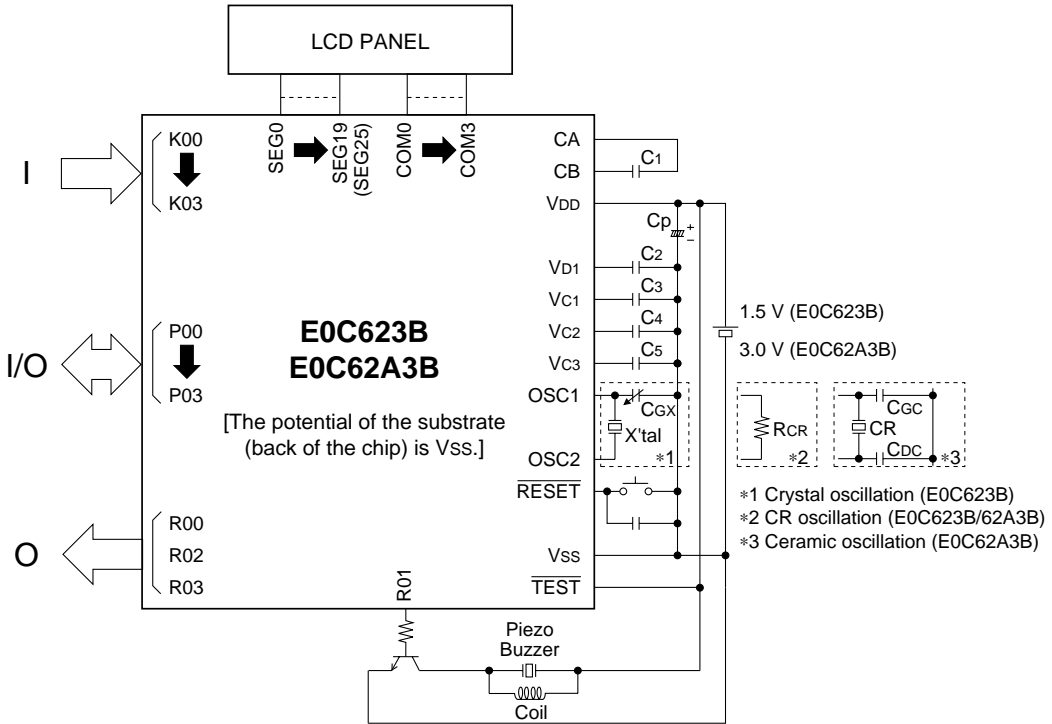 LCD PANEL
SEG0
SEG19
(SEG25)
COM0
COM3
I
K00
K03
CA
CB
C1
VDD
Cp
+
−
VD1
C2
VC1
C3
VC2
C4
VC3
C5
1.5 V (E0C623B)
3.0 V (E0C62A3B)
I/O
P00
P03
E0C623B
E0C62A3B
[The potential of the substrate
(back of the chip) is VSS.]
OSC1
CGX
X'tal
OSC2
*1
RCR
*2
CGC
CR
CDC
*3
RESET
*1 Crystal oscillation (E0C623B)
*2 CR oscillation (E0C623B/62A3B)
*3 Ceramic oscillation (E0C62A3B)
O
R00
R02
R03
VSS
TEST
R01
Piezo
Buzzer
Coil